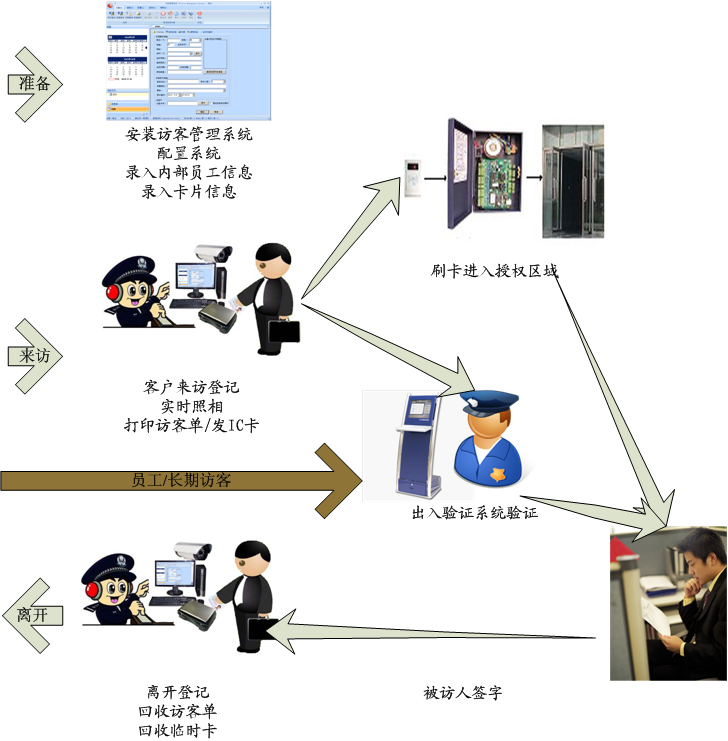 准备
安装访客管理系统
配置系统
录入内部员工信息
录入卡片信息
刷卡进入授权区域
来访
客户来访登记
实时照相
打印访客单/发IC卡
员工/长期访客
出入验证系统验证
离开
离开登记
回收访客单
回收临时卡
被访人签字